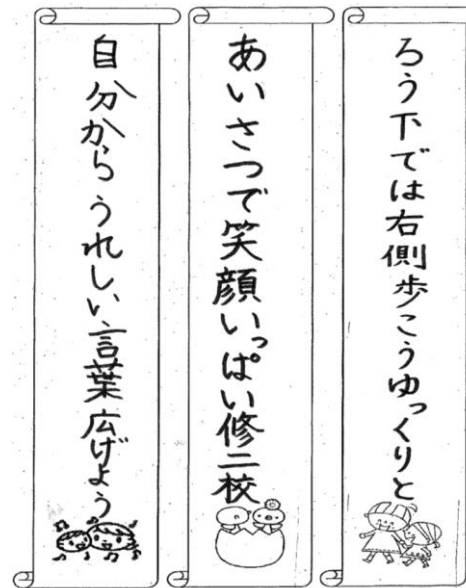 ろう下では右側歩こうゆっくりと
あいさつで笑顔いっぱい修二校
自分からうれしい言葉広げよう